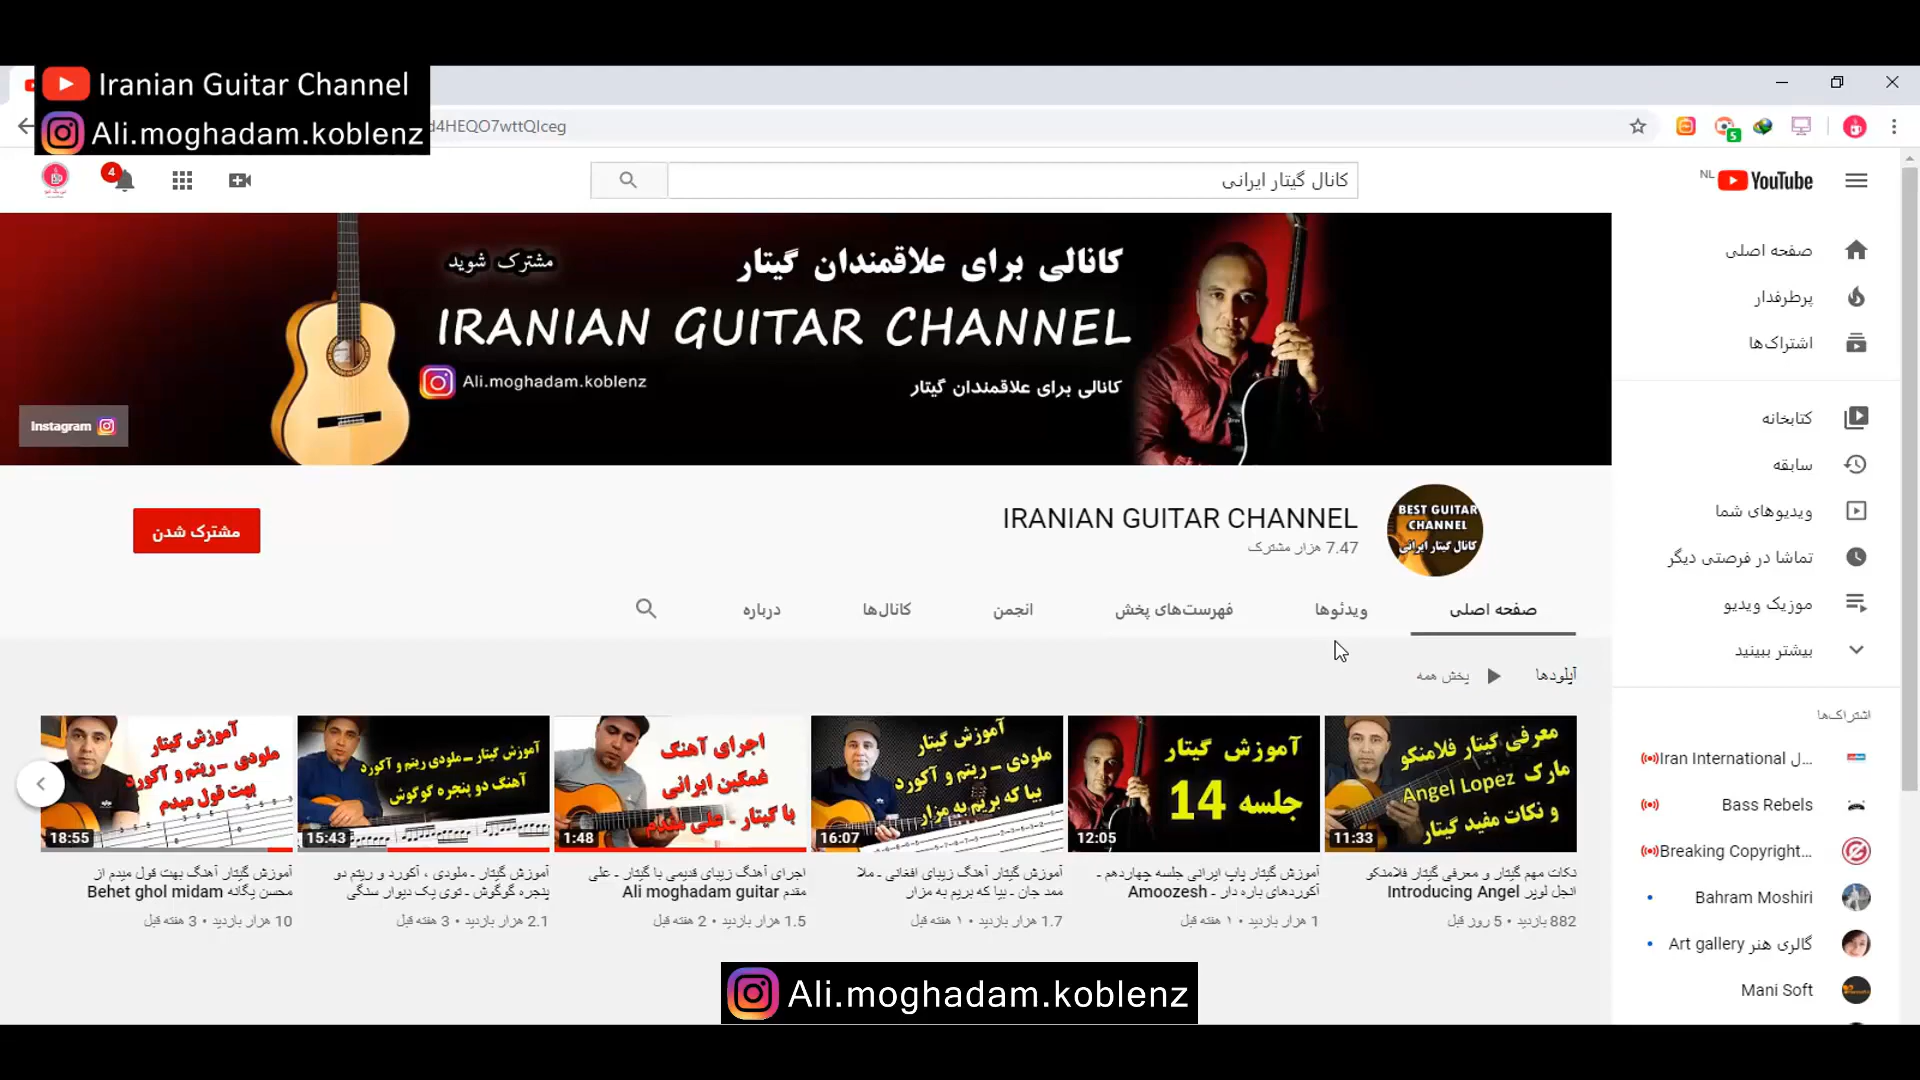 Iranian Guitar Channel
Ali.moghadam.koblenz
d4HEQO7wttQIceg
5
4
کانال گیتار ایرانی
YouTube NL
کانالی برای علاقمندان گیتار
مشترک شوید
IRANIAN GUITAR CHANNEL
Ali.moghadam.koblenz
کانالی برای علاقمندان گیتار
Instagram
BEST GUITAR
CHANNEL
کانال گیتار ایرانی
IRANIAN GUITAR CHANNEL
7.47 هزار مشترک
مشترک شدن
صفحه اصلی
ویدئوها
فهرست‌های پخش
انجمن
کانال‌ها
درباره
آپلودها
پخش همه
معرفی گیتار فلامنکو
مارک Angel Lopez
و نکات مفید گیتار
11:33
نکات مهم گیتار و معرفی گیتار فلامنکو
انجل لوپز Introducing Angel
882 بازدید • 5 روز قبل
آموزش گیتار
جلسه 14
12:05
آموزش گیتار پاپ ایرانی جلسه چهاردهم ـ
آکوردهای باره دار ـ Amoozesh
1 هزار بازدید • ۱ هفته قبل
آموزش گیتار
ملودی ـ ریتم و آکورد
بیا که بریم به مزار
16:07
آموزش گیتار آهنگ زیبای افغانی ـ ملا
ممد جان ـ بیا که بریم به مزار
1.7 هزار بازدید • ۱ هفته قبل
اجرای آهنگ
غمگین ایرانی
با گیتار - علی مقدم
1:48
اجرای آهنگ زیبای قدیمی با گیتار ـ علی
مقدم Ali moghadam guitar
1.5 هزار بازدید • 2 هفته قبل
آموزش گیتار ـ ملودی ریتم و آکورد
آهنگ دو پنجره گوگوش
15:43
آموزش گیتار ـ ملودی ، آکورد و ریتم دو
پنجره گوگوش ـ توی یک دیوار سنگی
2.1 هزار بازدید • 3 هفته قبل
آموزش گیتار
ملودی ـ ریتم و آکورد
بهت قول میدم
18:55
آموزش گیتار آهنگ بهت قول میدم از
محسن یگانه Behet ghol midam
10 هزار بازدید • 3 هفته قبل
صفحه اصلی
پرطرفدار
اشتراک‌ها
کتابخانه
سابقه
ویدیوهای شما
تماشا در فرصتی دیگر
موزیک ویدیو
بیشتر ببینید
اشتراک‌ها
Iran International ل...
Bass Rebels
Breaking Copyright...
Bahram Moshiri
گالری هنر Art gallery
Mani Soft
Ali.moghadam.koblenz